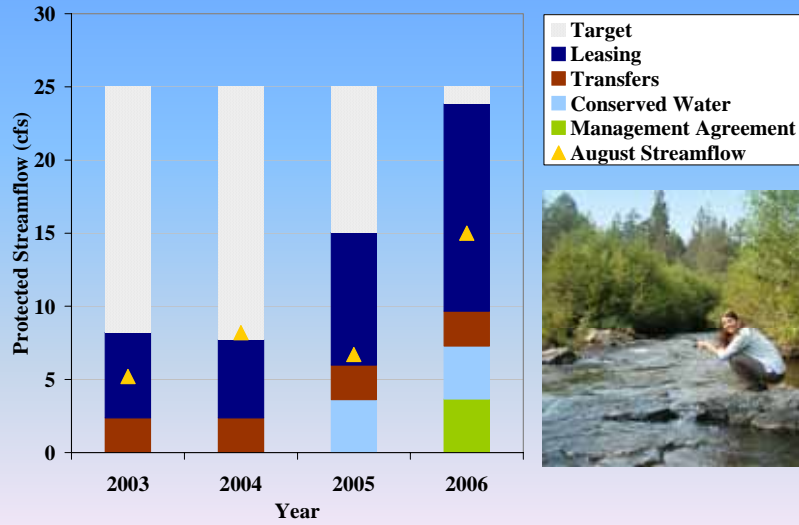 30
25
20
15
10
5
0
Protected Streamflow (cfs)
2003 2004 2005 2006
Year
Target
Leasing
Transfers
Conserved Water
Management Agreement
August Streamflow